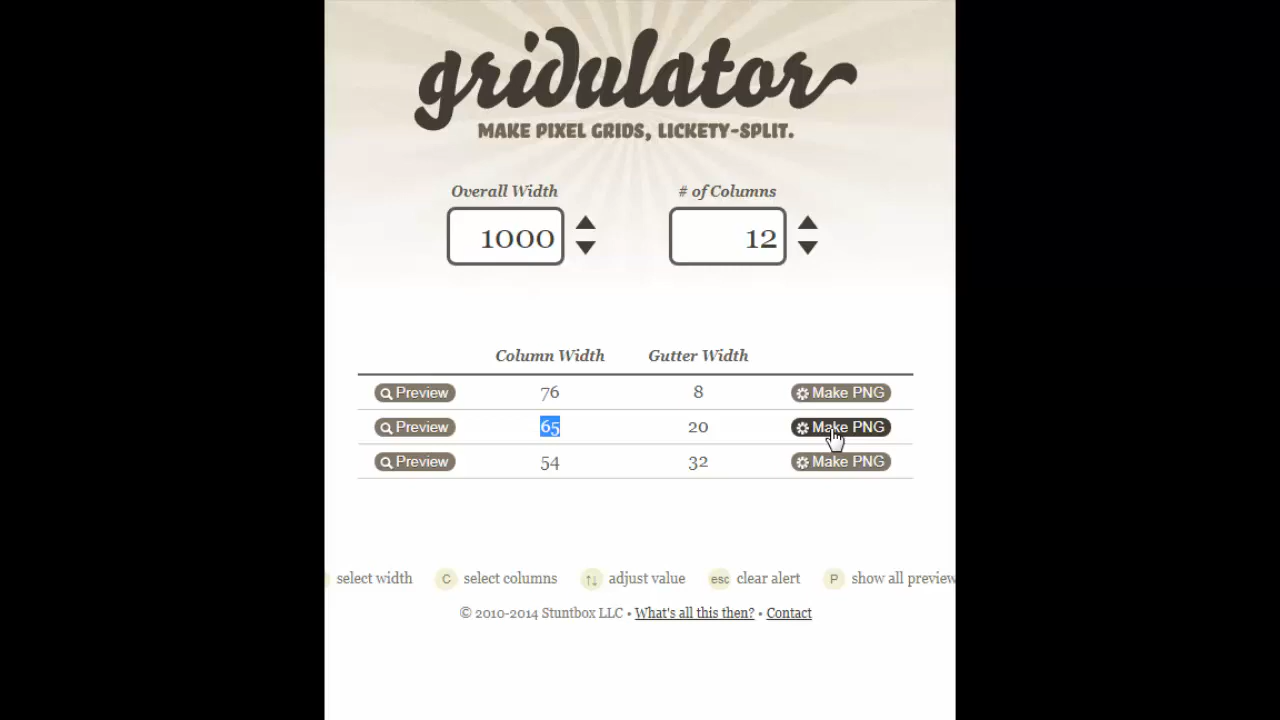 gridulator
MAKE PIXEL GRIDS, LICKETY-SPLIT.
Overall Width # of Columns
1000 12
Column Width Gutter Width
Preview 76 8 Make PNG
Preview 65 20 Make PNG
Preview 54 32 Make PNG
select width C select columns ↑↓ adjust value esc clear alert P show all preview
© 2010-2014 Stuntbox LLC • What's all this then? • Contact